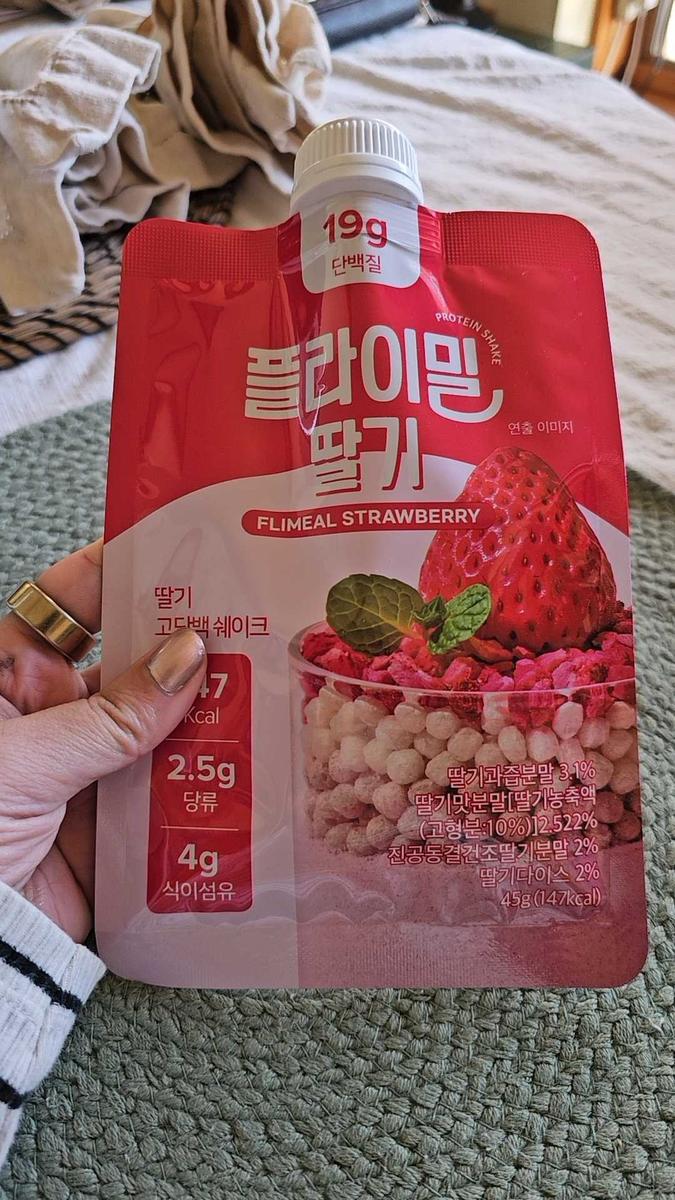 19g
단백질
PROTEIN SHAKE
플라이밀
딸기
연출 이미지
FLIMEAL STRAWBERRY
딸기
고단백 쉐이크
Kcal
2.5g
당류
4g
식이섬유
딸기과즙분말 3.1%
딸기맛분말[딸기농축액
(고형분:10%)]2.522%
진공동결건조딸기분말 2%
딸기다이스 2%
45g(147kcal)